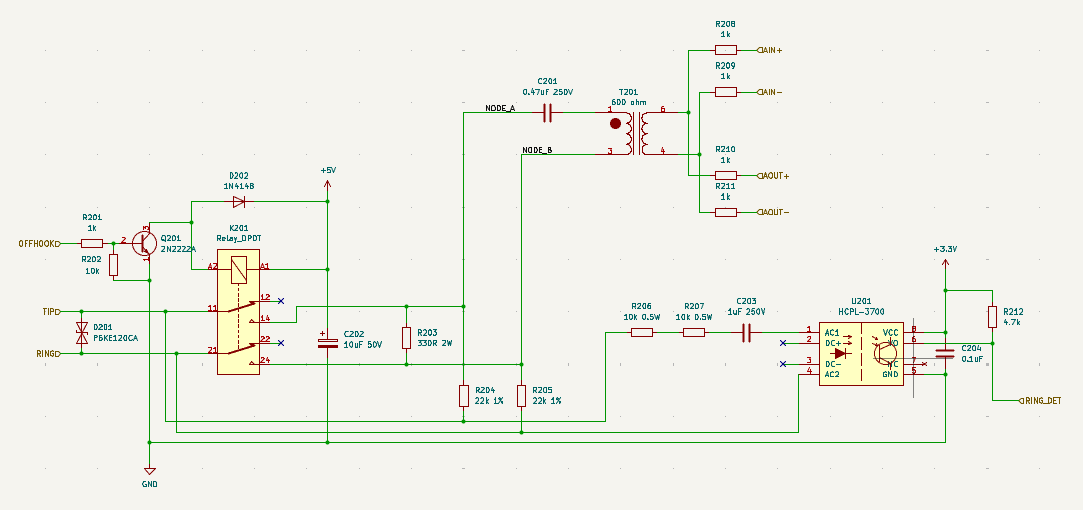 R208
1k
AIN+
R209
1k
AIN-
C201
0.47uF 250V
T201
600 ohm
NODE_A
1
6
NODE_B
3
4
R210
1k
AOUT+
R211
1k
AOUT-
+5V
D202
1N4148
R201
1k
OFFHOOK
2
3
1
Q201
2N2222A
R202
10k
K201
Relay_DPDT
A2
A1
12
11
14
22
21
24
TIP
D201
P6KE120CA
RING
C202
10uF 50V
R203
330R 2W
R204
22k 1%
R205
22k 1%
R206
10k 0.5W
R207
10k 0.5W
C203
1uF 250V
+3.3V
U201
HCPL-3700
1
AC1
VCC
8
2
DC+
VO
6
3
DC-
NC
7
4
AC2
GND
5
C204
0.1uF
R212
4.7k
RING_DET
GND